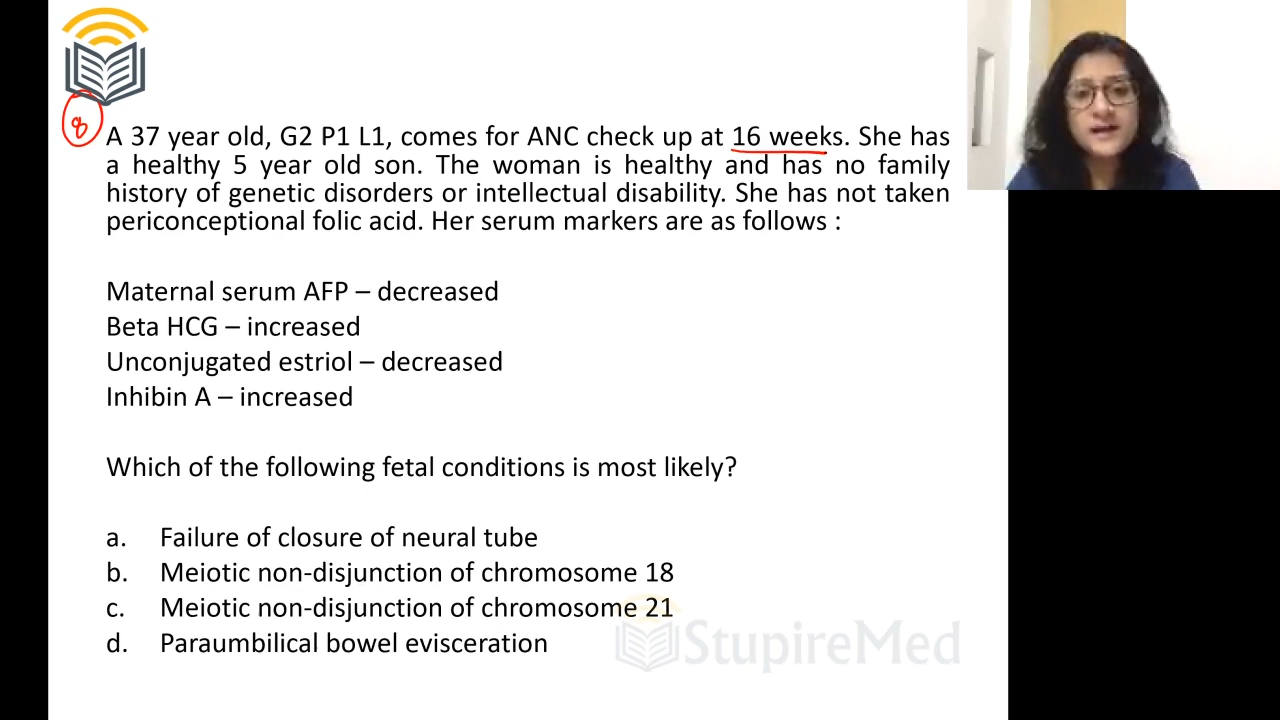 8
A 37 year old, G2 P1 L1, comes for ANC check up at 16 weeks. She has
a healthy 5 year old son. The woman is healthy and has no family
history of genetic disorders or intellectual disability. She has not taken
periconceptional folic acid. Her serum markers are as follows :
Maternal serum AFP – decreased
Beta HCG – increased
Unconjugated estriol – decreased
Inhibin A – increased
Which of the following fetal conditions is most likely?
a. Failure of closure of neural tube
b. Meiotic non-disjunction of chromosome 18
c. Meiotic non-disjunction of chromosome 21
d. Paraumbilical bowel evisceration
StupireMed